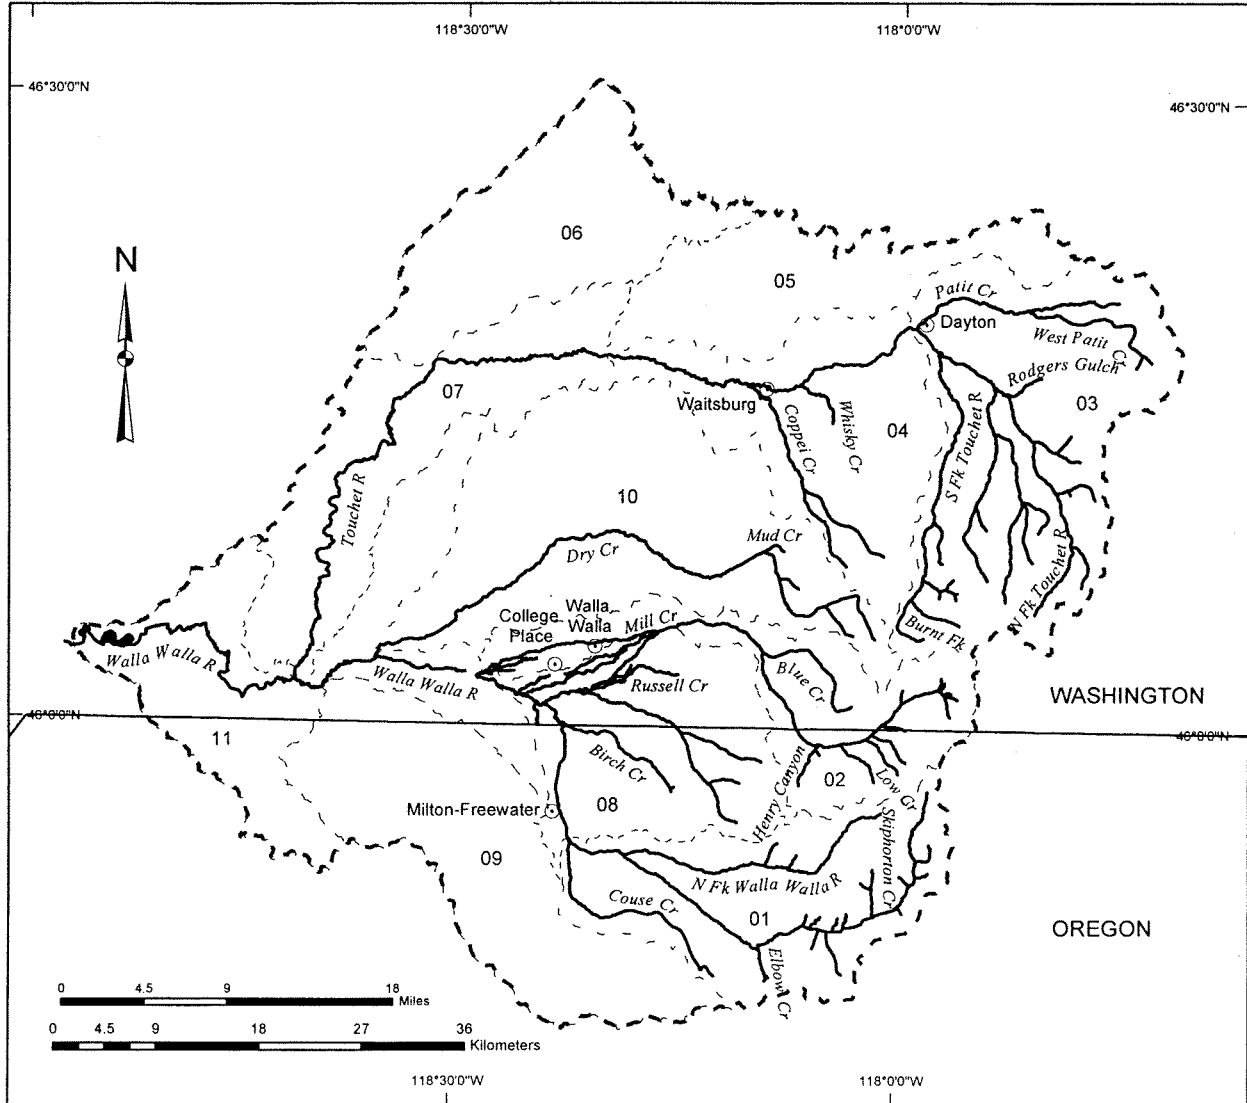 118°30'0"W
118°0'0"W
46°30'0"N
46°30'0"N
N
06
05
Patit Cr
Dayton
West Patit Cr
Rodgers Gulch
03
07
Waitsburg
Coppei Cr
Whisky Cr
04
S Fk Touchet R
Touchet R
10
Dry Cr
Mud Cr
N Fk Touchet R
College Place
Walla Walla
Mill Cr
Burnt Fk
Walla Walla R
Walla Walla R
Russell Cr
Blue Cr
WASHINGTON
46°0'0"N
46°0'0"N
11
Birch Cr
Henry Canyon
02
Low Cr
Milton-Freewater
08
Skiphorton Cr
09
N Fk Walla Walla R
Couse Cr
01
OREGON
Elbow Cr
0 4.5 9 18
Miles
0 4.5 9 18 27 36
Kilometers
118°30'0"W
118°0'0"W